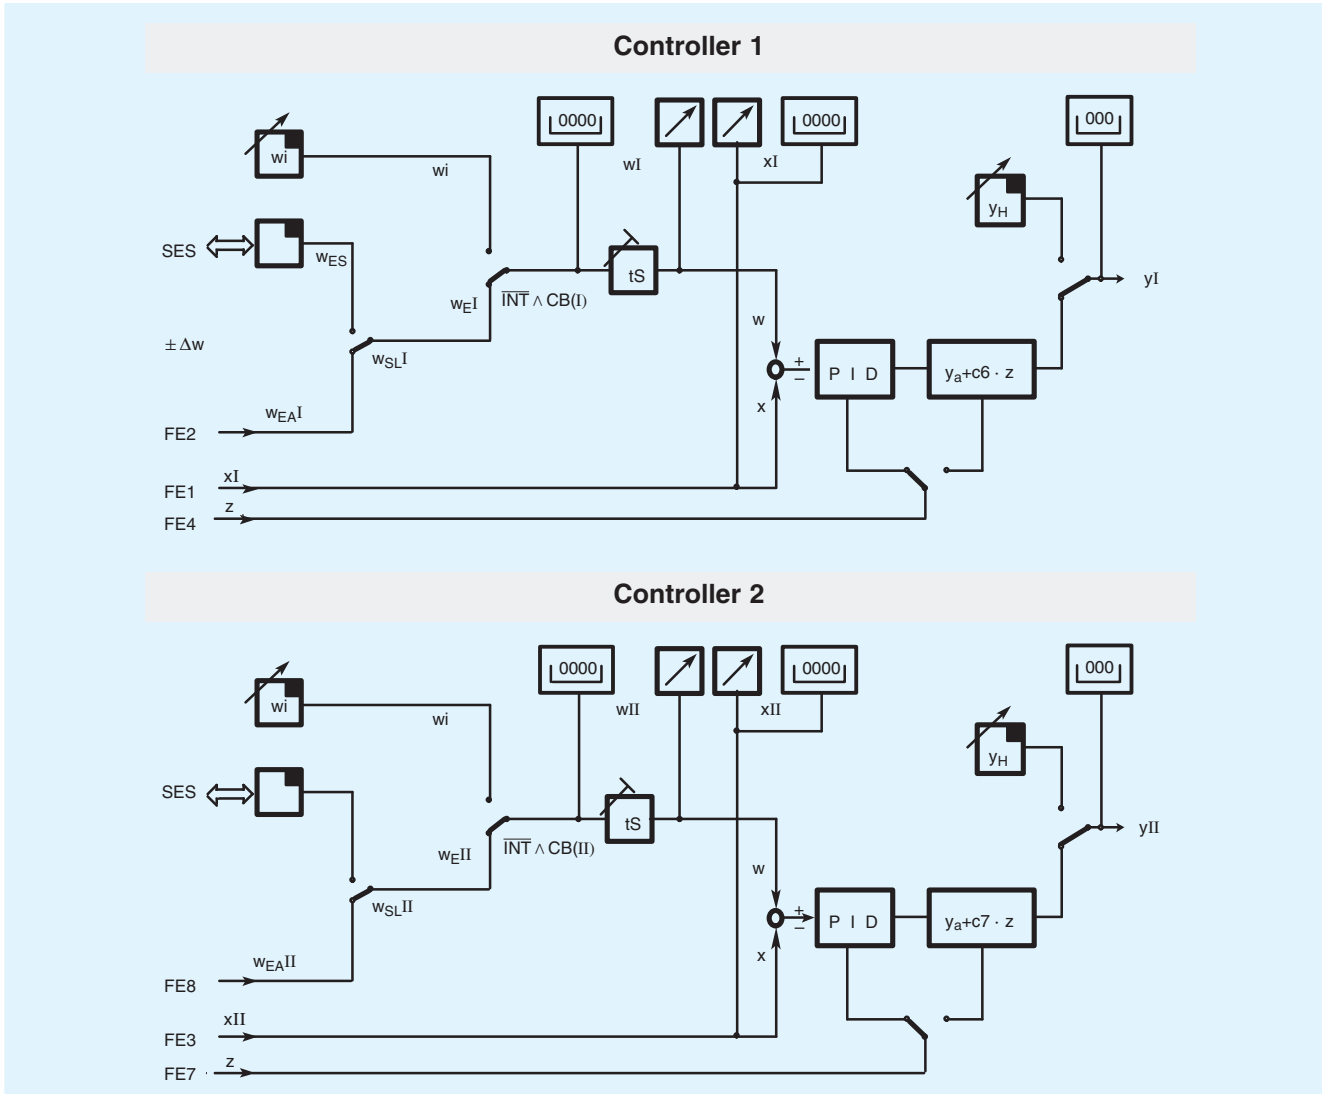 Controller 1
0000
0000
000
wi
wi
wI
xI
yH
SES
wES
tS
yI
wEI
INT ∧ CB(I)
± Δw
wSLI
w
+
−
P I D
ya+c6 · z
x
wEAI
FE2
xI
FE1
z
FE4
Controller 2
0000
0000
000
wi
wi
wII
xII
yH
SES
tS
yII
wEII
INT ∧ CB(II)
w
wSLII
+
−
P I D
ya+c7 · z
x
wEAII
FE8
xII
FE3
z
FE7